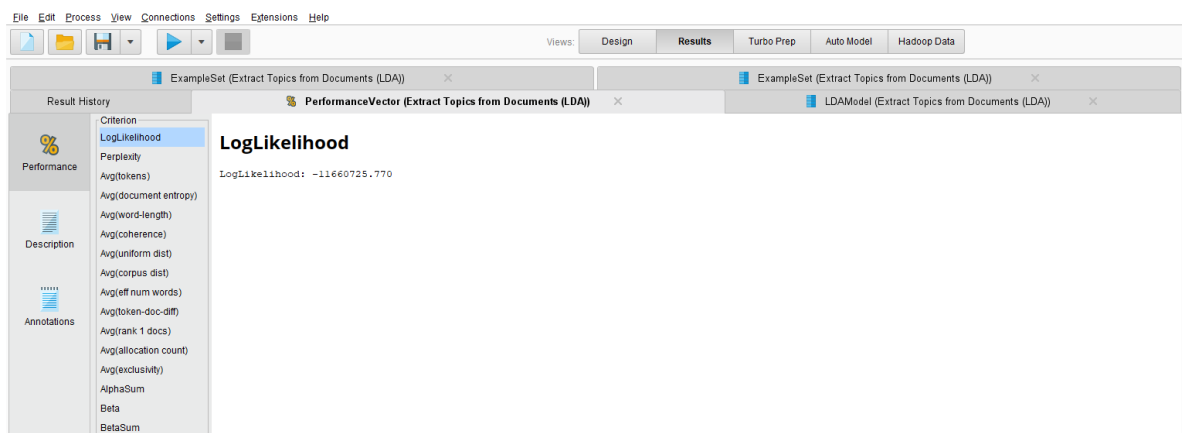 File Edit Process View Connections Settings Extensions Help
Views: Design Results Turbo Prep Auto Model Hadoop Data
ExampleSet (Extract Topics from Documents (LDA)) ExampleSet (Extract Topics from Documents (LDA))
Result History PerformanceVector (Extract Topics from Documents (LDA)) LDAModel (Extract Topics from Documents (LDA))
%
Performance
Description
Annotations
Criterion
LogLikelihood
Perplexity
Avg(tokens)
Avg(document entropy)
Avg(word-length)
Avg(coherence)
Avg(uniform dist)
Avg(corpus dist)
Avg(eff num words)
Avg(token-doc-diff)
Avg(rank 1 docs)
Avg(allocation count)
Avg(exclusivity)
AlphaSum
Beta
BetaSum
LogLikelihood
LogLikelihood: -11660725.770